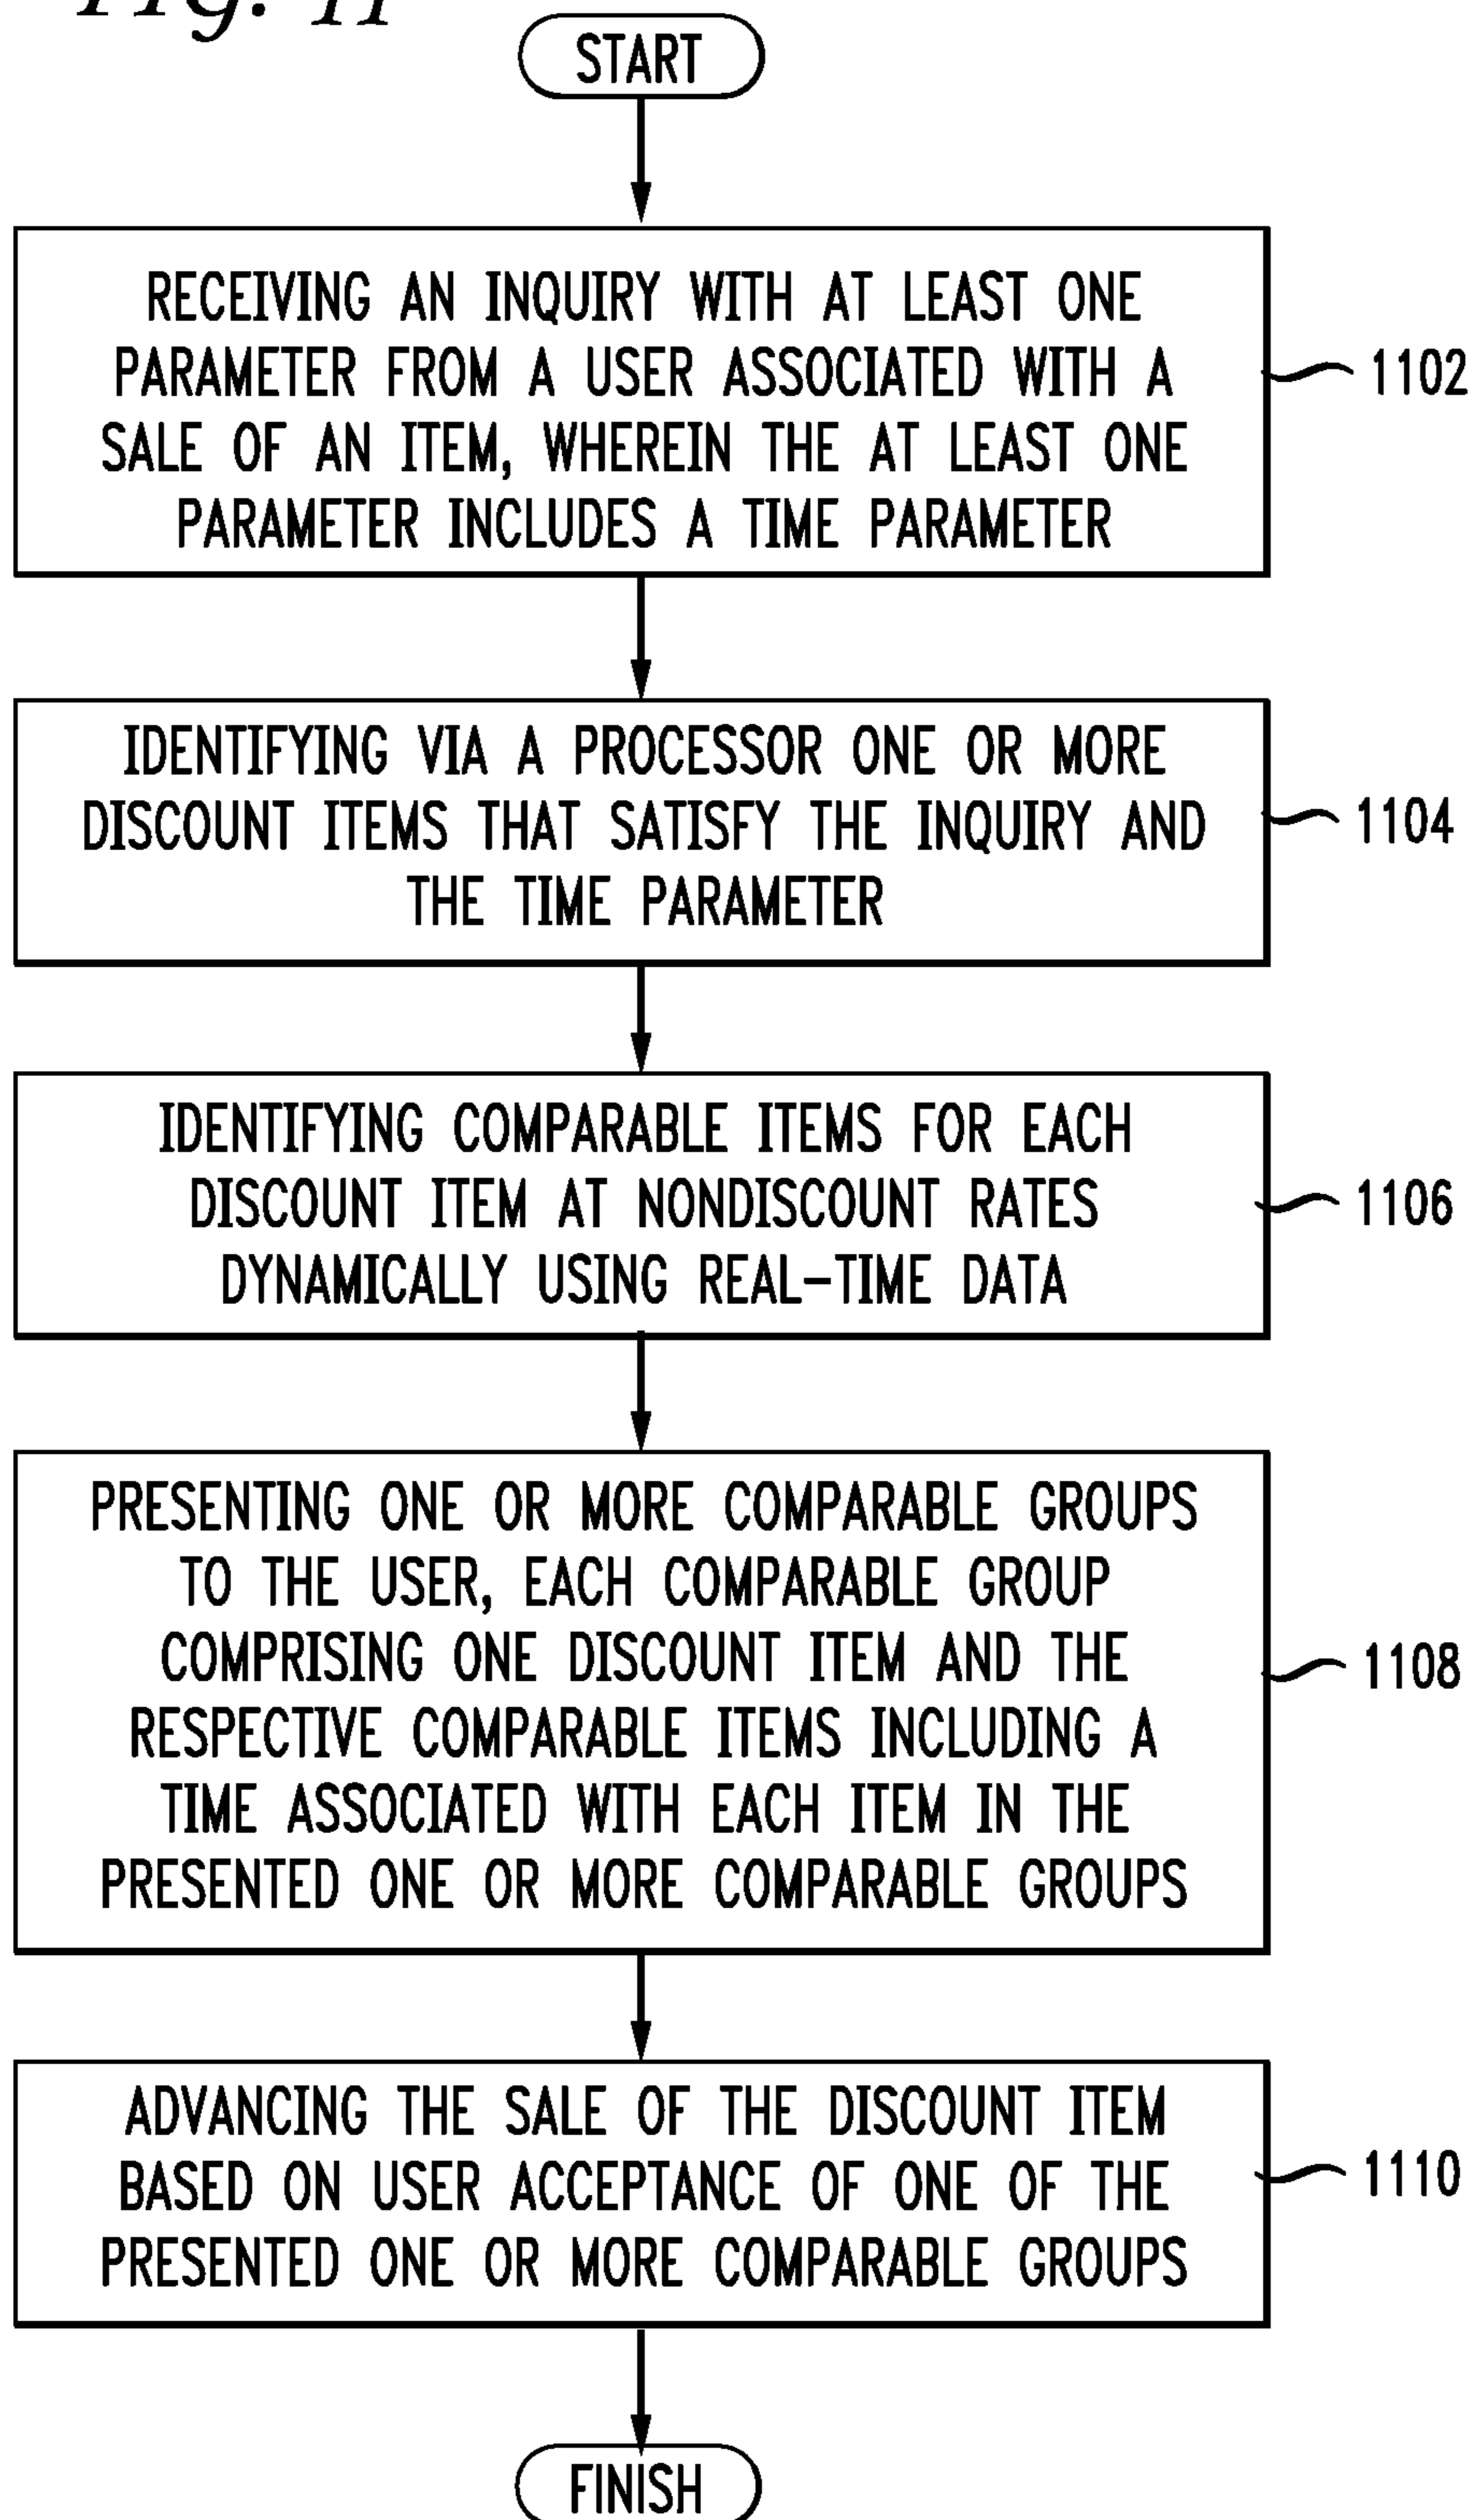 Fig. 11
START
RECEIVING AN INQUIRY WITH AT LEAST ONE
PARAMETER FROM A USER ASSOCIATED WITH A
SALE OF AN ITEM, WHEREIN THE AT LEAST ONE
PARAMETER INCLUDES A TIME PARAMETER
1102
IDENTIFYING VIA A PROCESSOR ONE OR MORE
DISCOUNT ITEMS THAT SATISFY THE INQUIRY AND
THE TIME PARAMETER
1104
IDENTIFYING COMPARABLE ITEMS FOR EACH
DISCOUNT ITEM AT NONDISCOUNT RATES
DYNAMICALLY USING REAL-TIME DATA
1106
PRESENTING ONE OR MORE COMPARABLE GROUPS
TO THE USER, EACH COMPARABLE GROUP
COMPRISING ONE DISCOUNT ITEM AND THE
RESPECTIVE COMPARABLE ITEMS INCLUDING A
TIME ASSOCIATED WITH EACH ITEM IN THE
PRESENTED ONE OR MORE COMPARABLE GROUPS
1108
ADVANCING THE SALE OF THE DISCOUNT ITEM
BASED ON USER ACCEPTANCE OF ONE OF THE
PRESENTED ONE OR MORE COMPARABLE GROUPS
1110
FINISH